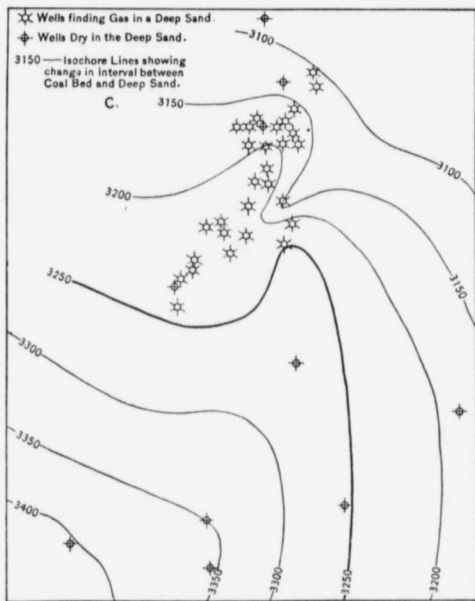 Wells finding Gas in a Deep Sand.
Wells Dry in the Deep Sand.
3150 — Isochore Lines showing
change in interval between
Coal Bed and Deep Sand.
C.
3100
3150
3100
3200
3150
3250
3300
3350
3400
3350
3300
3250
3200